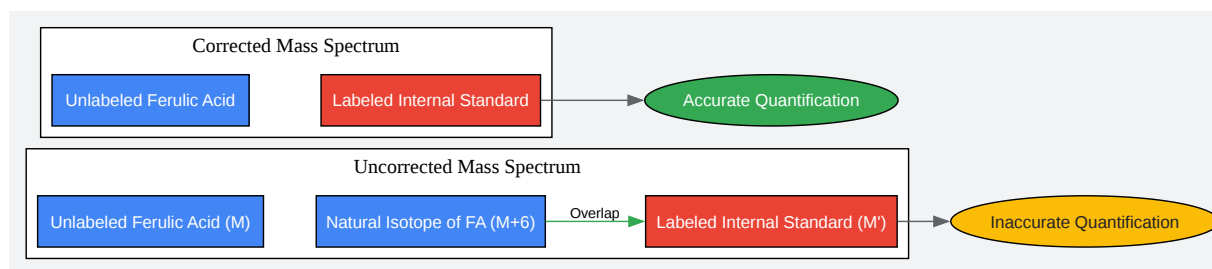 Corrected Mass Spectrum
Unlabeled Ferulic Acid
Labeled Internal Standard
Accurate Quantification
Uncorrected Mass Spectrum
Unlabeled Ferulic Acid (M)
Natural Isotope of FA (M+6)
Overlap
Labeled Internal Standard (M')
Inaccurate Quantification